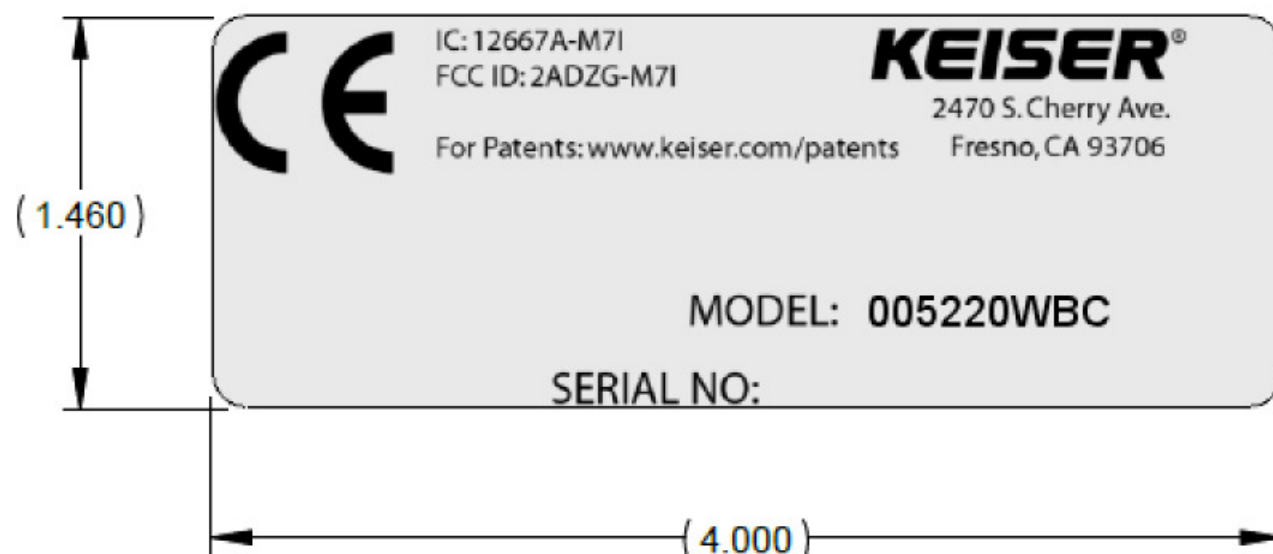 CE
IC: 12667A-M7I
FCC ID: 2ADZG-M7I
For Patents: www.keiser.com/patents
KEISER®
2470 S. Cherry Ave.
Fresno, CA 93706
( 1.460 )
MODEL: 005220WBC
SERIAL NO:
( 4.000 )